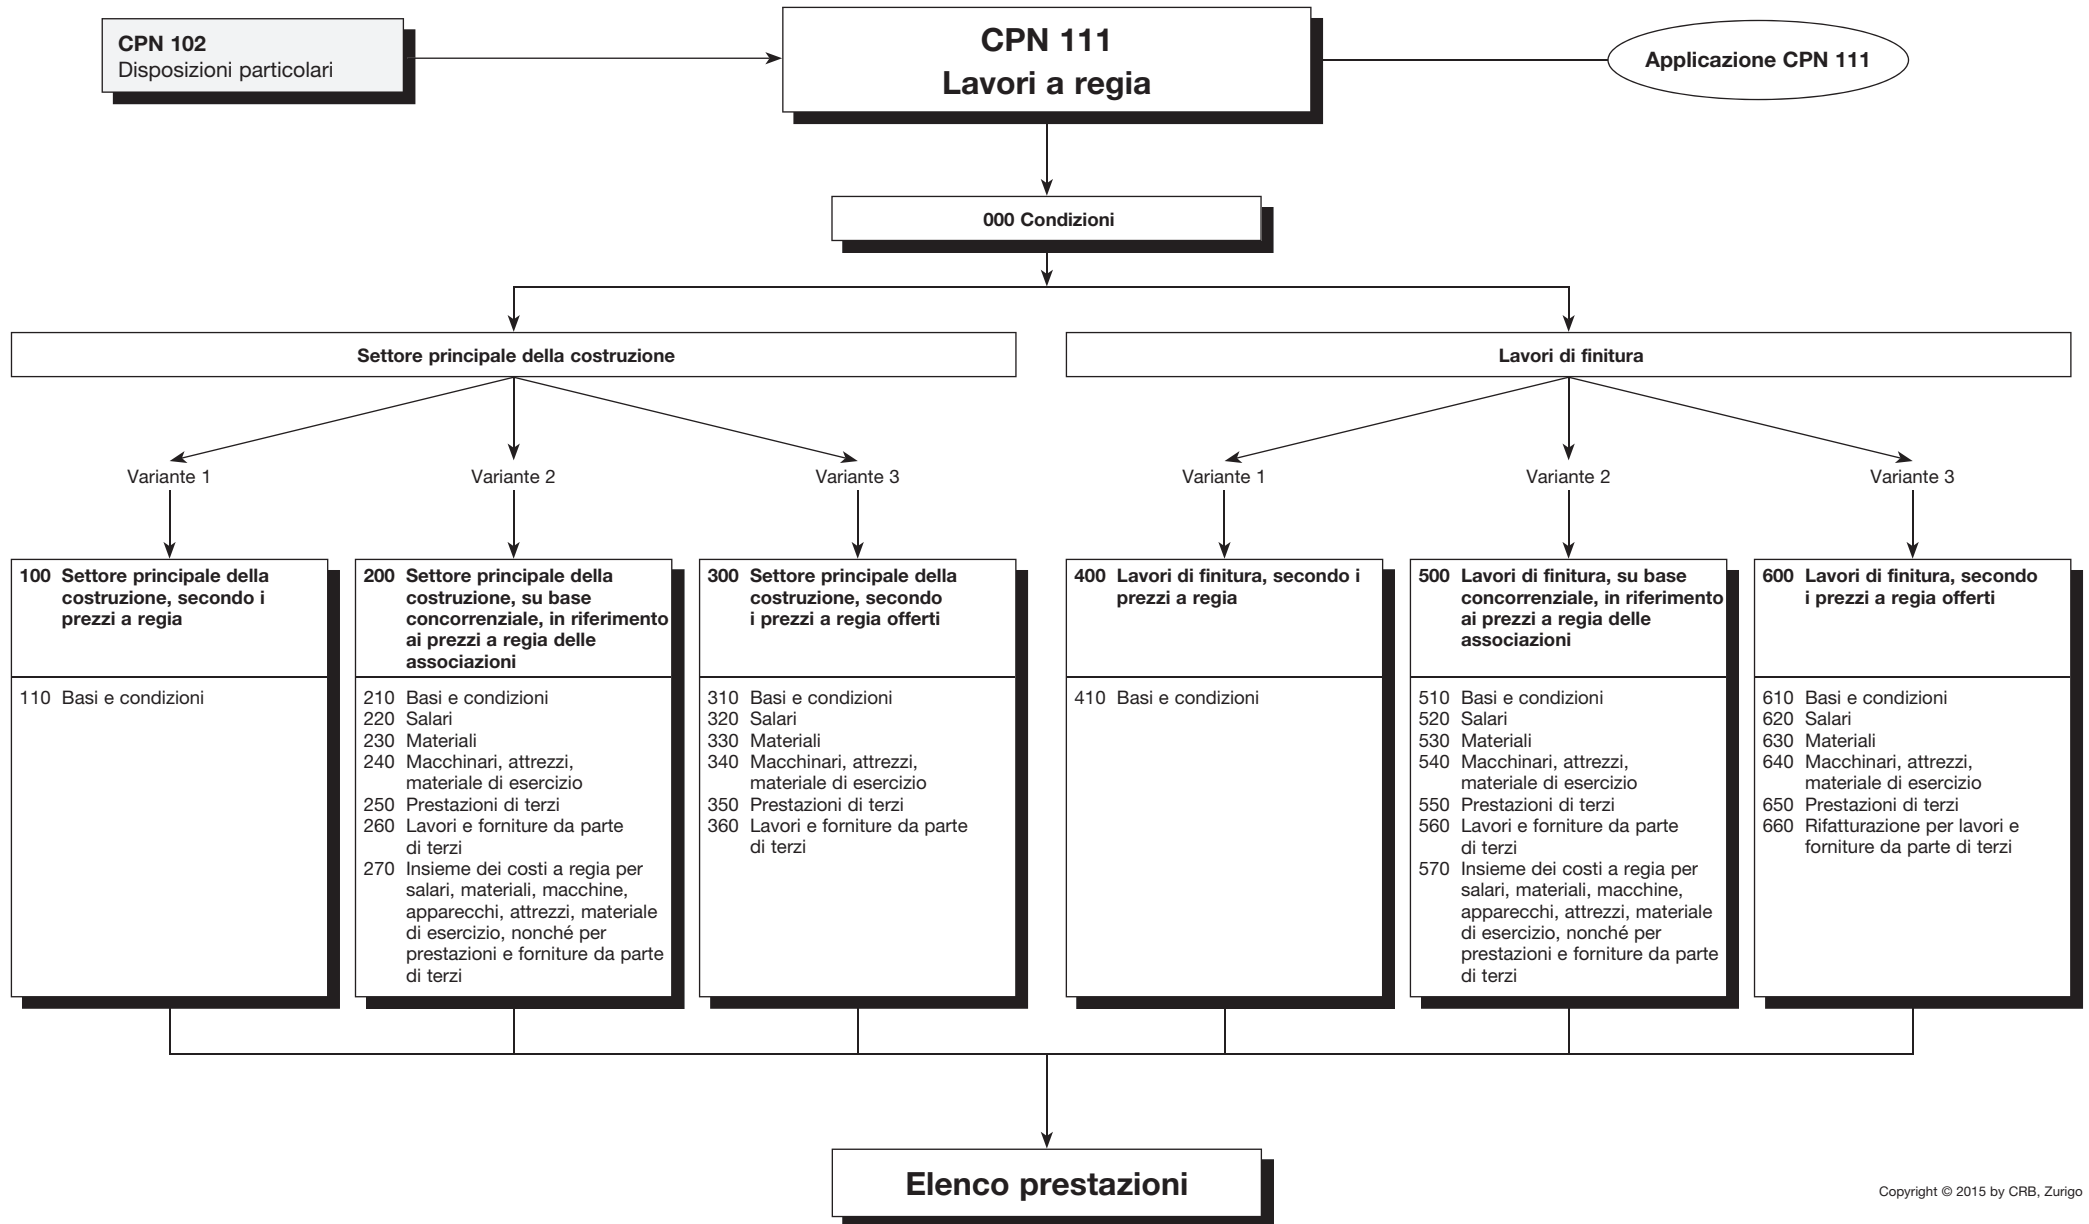 CPN 102
Disposizioni particolari
CPN 111
Lavori a regia
Applicazione CPN 111
000 Condizioni
Settore principale della costruzione
Lavori di finitura
Variante 1
Variante 2
Variante 3
Variante 1
Variante 2
Variante 3
100 Settore principale della
costruzione, secondo i
prezzi a regia
110 Basi e condizioni
200 Settore principale della
costruzione, su base
concorrenziale, in riferimento
ai prezzi a regia delle
associazioni
210 Basi e condizioni
220 Salari
230 Materiali
240 Macchinari, attrezzi,
materiale di esercizio
250 Prestazioni di terzi
260 Lavori e forniture da parte
di terzi
270 Insieme dei costi a regia per
salari, materiali, macchine,
apparecchi, attrezzi, materiale
di esercizio, nonché per
prestazioni e forniture da parte
di terzi
300 Settore principale della
costruzione, secondo
i prezzi a regia offerti
310 Basi e condizioni
320 Salari
330 Materiali
340 Macchinari, attrezzi,
materiale di esercizio
350 Prestazioni di terzi
360 Lavori e forniture da parte
di terzi
400 Lavori di finitura, secondo i
prezzi a regia
410 Basi e condizioni
500 Lavori di finitura, su base
concorrenziale, in riferimento
ai prezzi a regia delle
associazioni
510 Basi e condizioni
520 Salari
530 Materiali
540 Macchinari, attrezzi,
materiale di esercizio
550 Prestazioni di terzi
560 Lavori e forniture da parte
di terzi
570 Insieme dei costi a regia per
salari, materiali, macchine,
apparecchi, attrezzi, materiale
di esercizio, nonché per
prestazioni e forniture da parte
di terzi
600 Lavori di finitura, secondo
i prezzi a regia offerti
610 Basi e condizioni
620 Salari
630 Materiali
640 Macchinari, attrezzi,
materiale di esercizio
650 Prestazioni di terzi
660 Rifatturazione per lavori e
forniture da parte di terzi
Elenco prestazioni
Copyright © 2015 by CRB, Zurigo